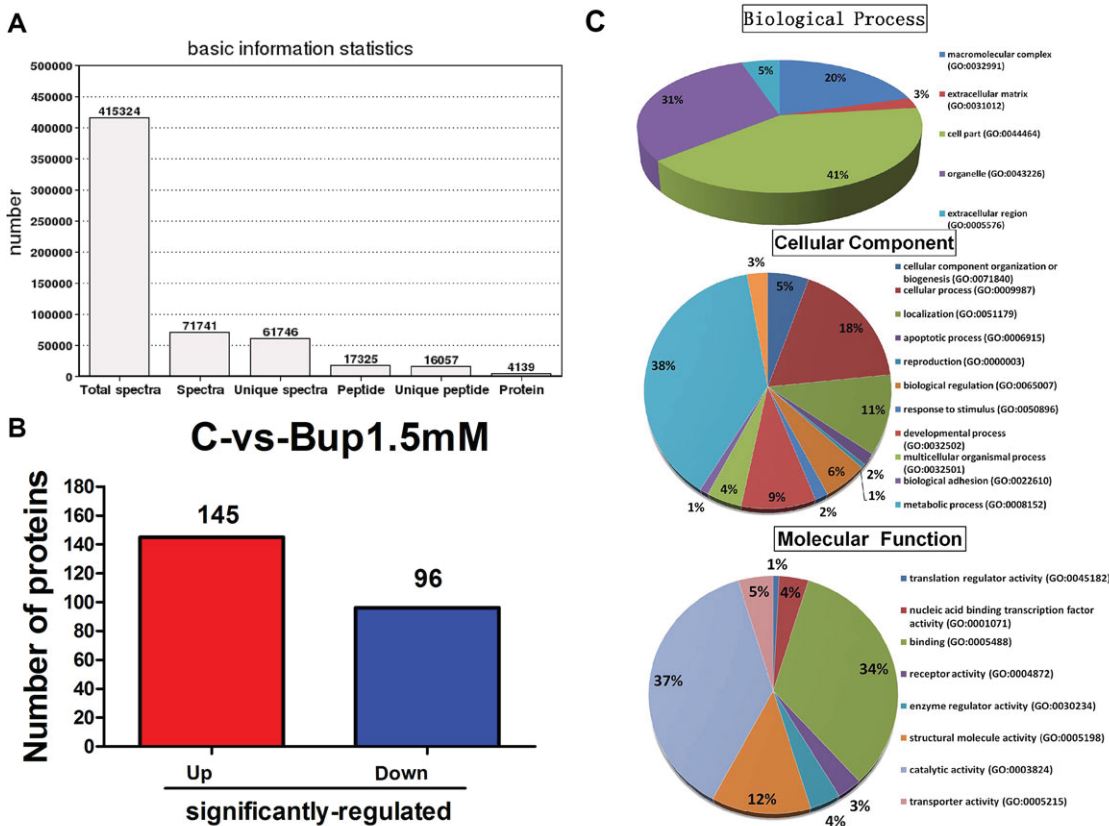 A
basic information statistics
number
500000
450000
400000
350000
300000
250000
200000
150000
100000
50000
0
415324
71741
61746
17325
16057
4139
Total spectra
Spectra
Unique spectra
Peptide
Unique peptide
Protein
B
C-vs-Bup1.5mM
Number of proteins
180
160
140
120
100
80
60
40
20
0
145
96
Up
Down
significantly-regulated
C
Biological Process
5%
20%
3%
31%
41%
macromolecular complex
(GO:0032991)
extracellular matrix
(GO:0031012)
cell part (GO:0044464)
organelle (GO:0043226)
extracellular region
(GO:0005576)
Cellular Component
3%
5%
18%
38%
11%
2%
1%
6%
2%
9%
4%
1%
cellular component organization or
biogenesis (GO:0071840)
cellular process (GO:0009987)
localization (GO:0051179)
apoptotic process (GO:0006915)
reproduction (GO:0000003)
biological regulation (GO:0065007)
response to stimulus (GO:0050896)
developmental process
(GO:0032502)
multicellular organismal process
(GO:0032501)
biological adhesion (GO:0022610)
metabolic process (GO:0008152)
Molecular Function
1%
5%
4%
37%
34%
12%
4%
3%
translation regulator activity (GO:0045182)
nucleic acid binding transcription factor
activity (GO:0001071)
binding (GO:0005488)
receptor activity (GO:0004872)
enzyme regulator activity (GO:0030234)
structural molecule activity (GO:0005198)
catalytic activity (GO:0003824)
transporter activity (GO:0005215)